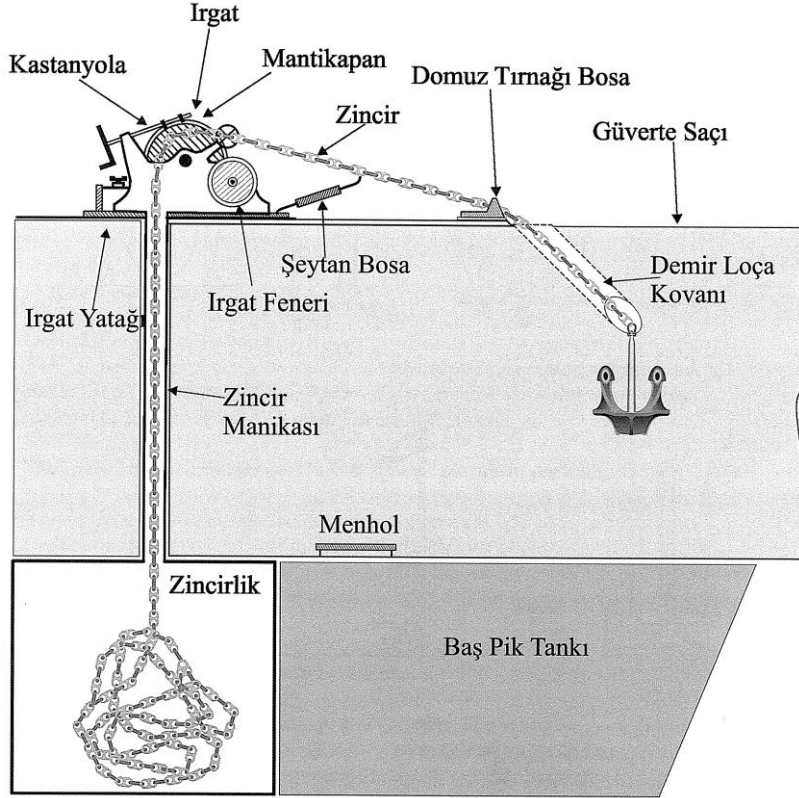 Irgat
Kastanyola
Mantikapan
Domuz Tırnağı Bosa
Zincir
Güverte Saçı
Şeytan Bosa
Demir Loça
Kovanı
Irgat Yatağı
Irgat Feneri
Zincir
Manikası
Menhol
Zincirlik
Baş Pik Tankı